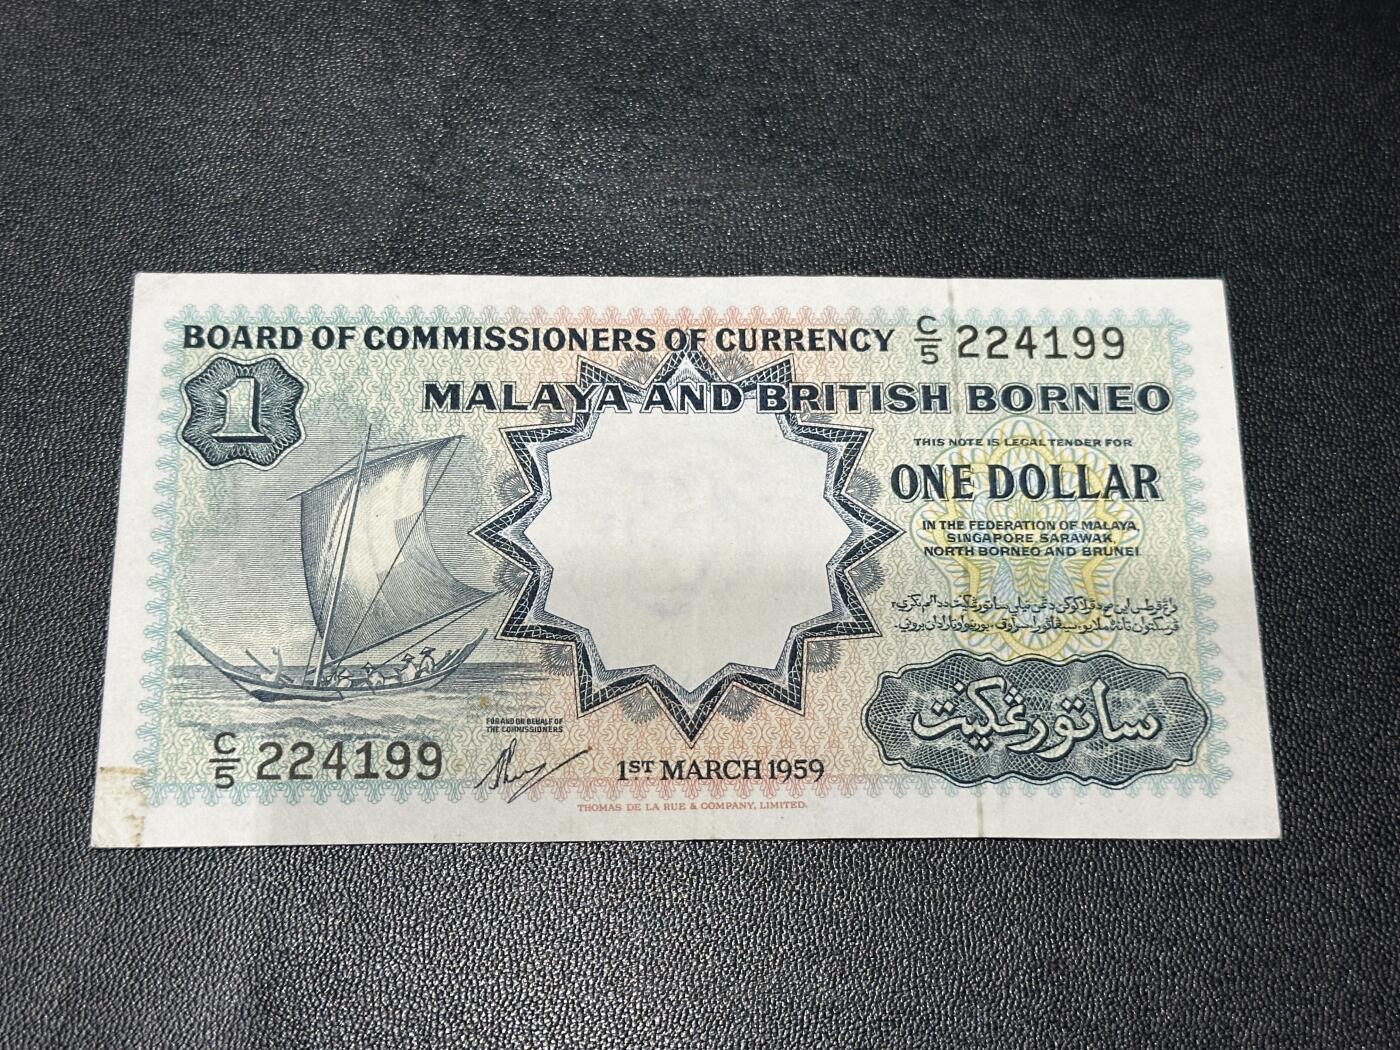 BOARD OF COMMISSIONERS OF CURRENCY C/5 224199
1
MALAYA AND BRITISH BORNEO
THIS NOTE IS LEGAL TENDER FOR
ONE DOLLAR
IN THE FEDERATION OF MALAYA,
SINGAPORE, SARAWAK,
NORTH BORNEO AND BRUNEI
ساتو رڠݢيت
FOR AND ON BEHALF OF
THE COMMISSIONERS
C/5 224199
1ST MARCH 1959
THOMAS DE LA RUE & COMPANY, LIMITED.